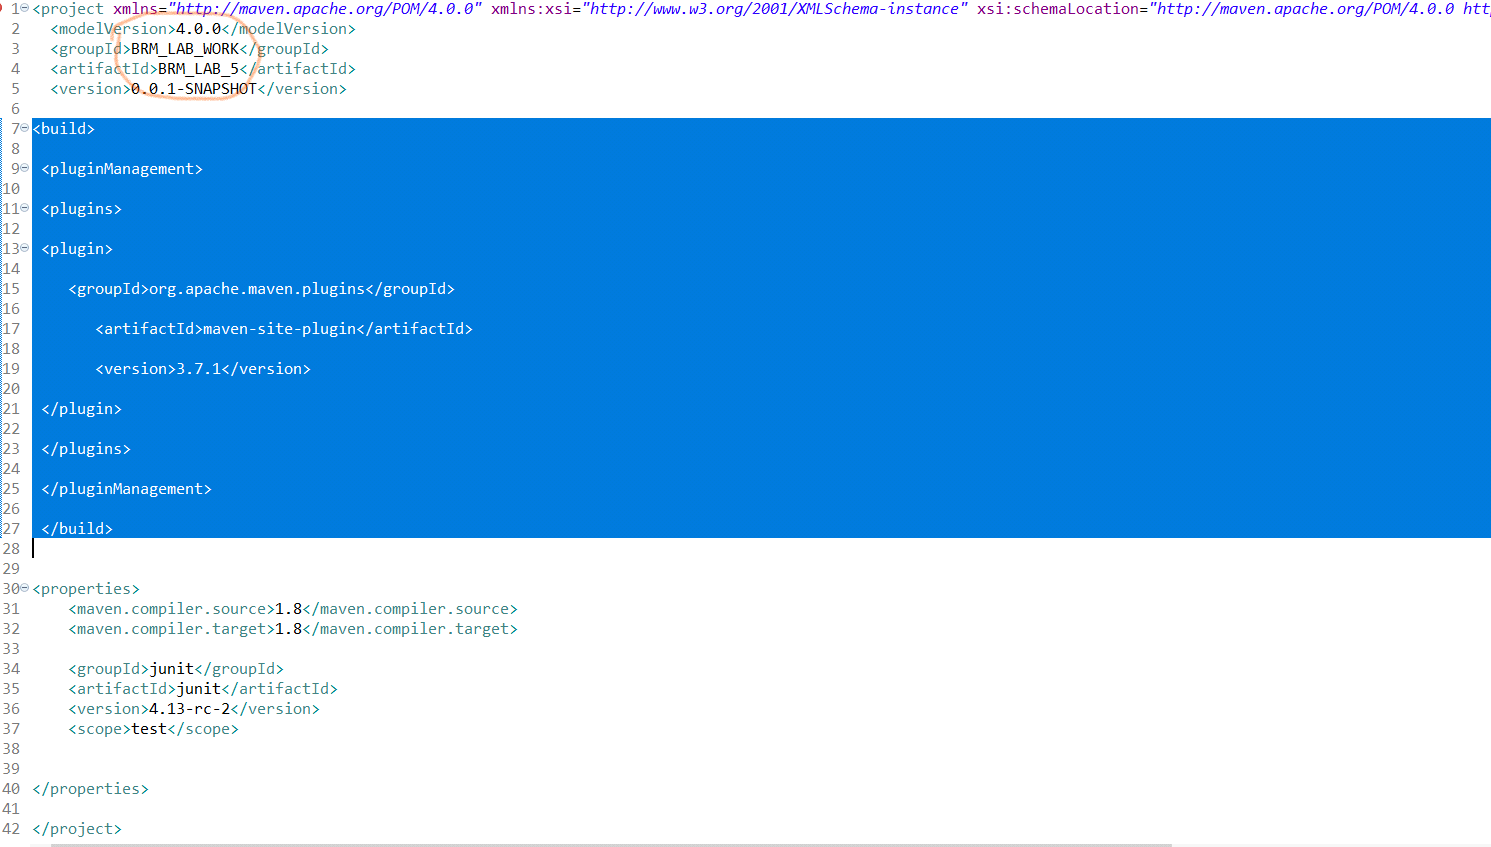 1 <project xmlns="http://maven.apache.org/POM/4.0.0" xmlns:xsi="http://www.w3.org/2001/XMLSchema-instance" xsi:schemaLocation="http://maven.apache.org/POM/4.0.0 htt
2 <modelVersion>4.0.0</modelVersion>
3 <groupId>BRM_LAB_WORK</groupId>
4 <artifactId>BRM_LAB_5</artifactId>
5 <version>0.0.1-SNAPSHOT</version>
6
7 <build>
8
9 <pluginManagement>
10
11 <plugins>
12
13 <plugin>
14
15 <groupId>org.apache.maven.plugins</groupId>
16
17 <artifactId>maven-site-plugin</artifactId>
18
19 <version>3.7.1</version>
20
21 </plugin>
22
23 </plugins>
24
25 </pluginManagement>
26
27 </build>
28
29
30 <properties>
31 <maven.compiler.source>1.8</maven.compiler.source>
32 <maven.compiler.target>1.8</maven.compiler.target>
33
34 <groupId>junit</groupId>
35 <artifactId>junit</artifactId>
36 <version>4.13-rc-2</version>
37 <scope>test</scope>
38
39
40 </properties>
41
42 </project>